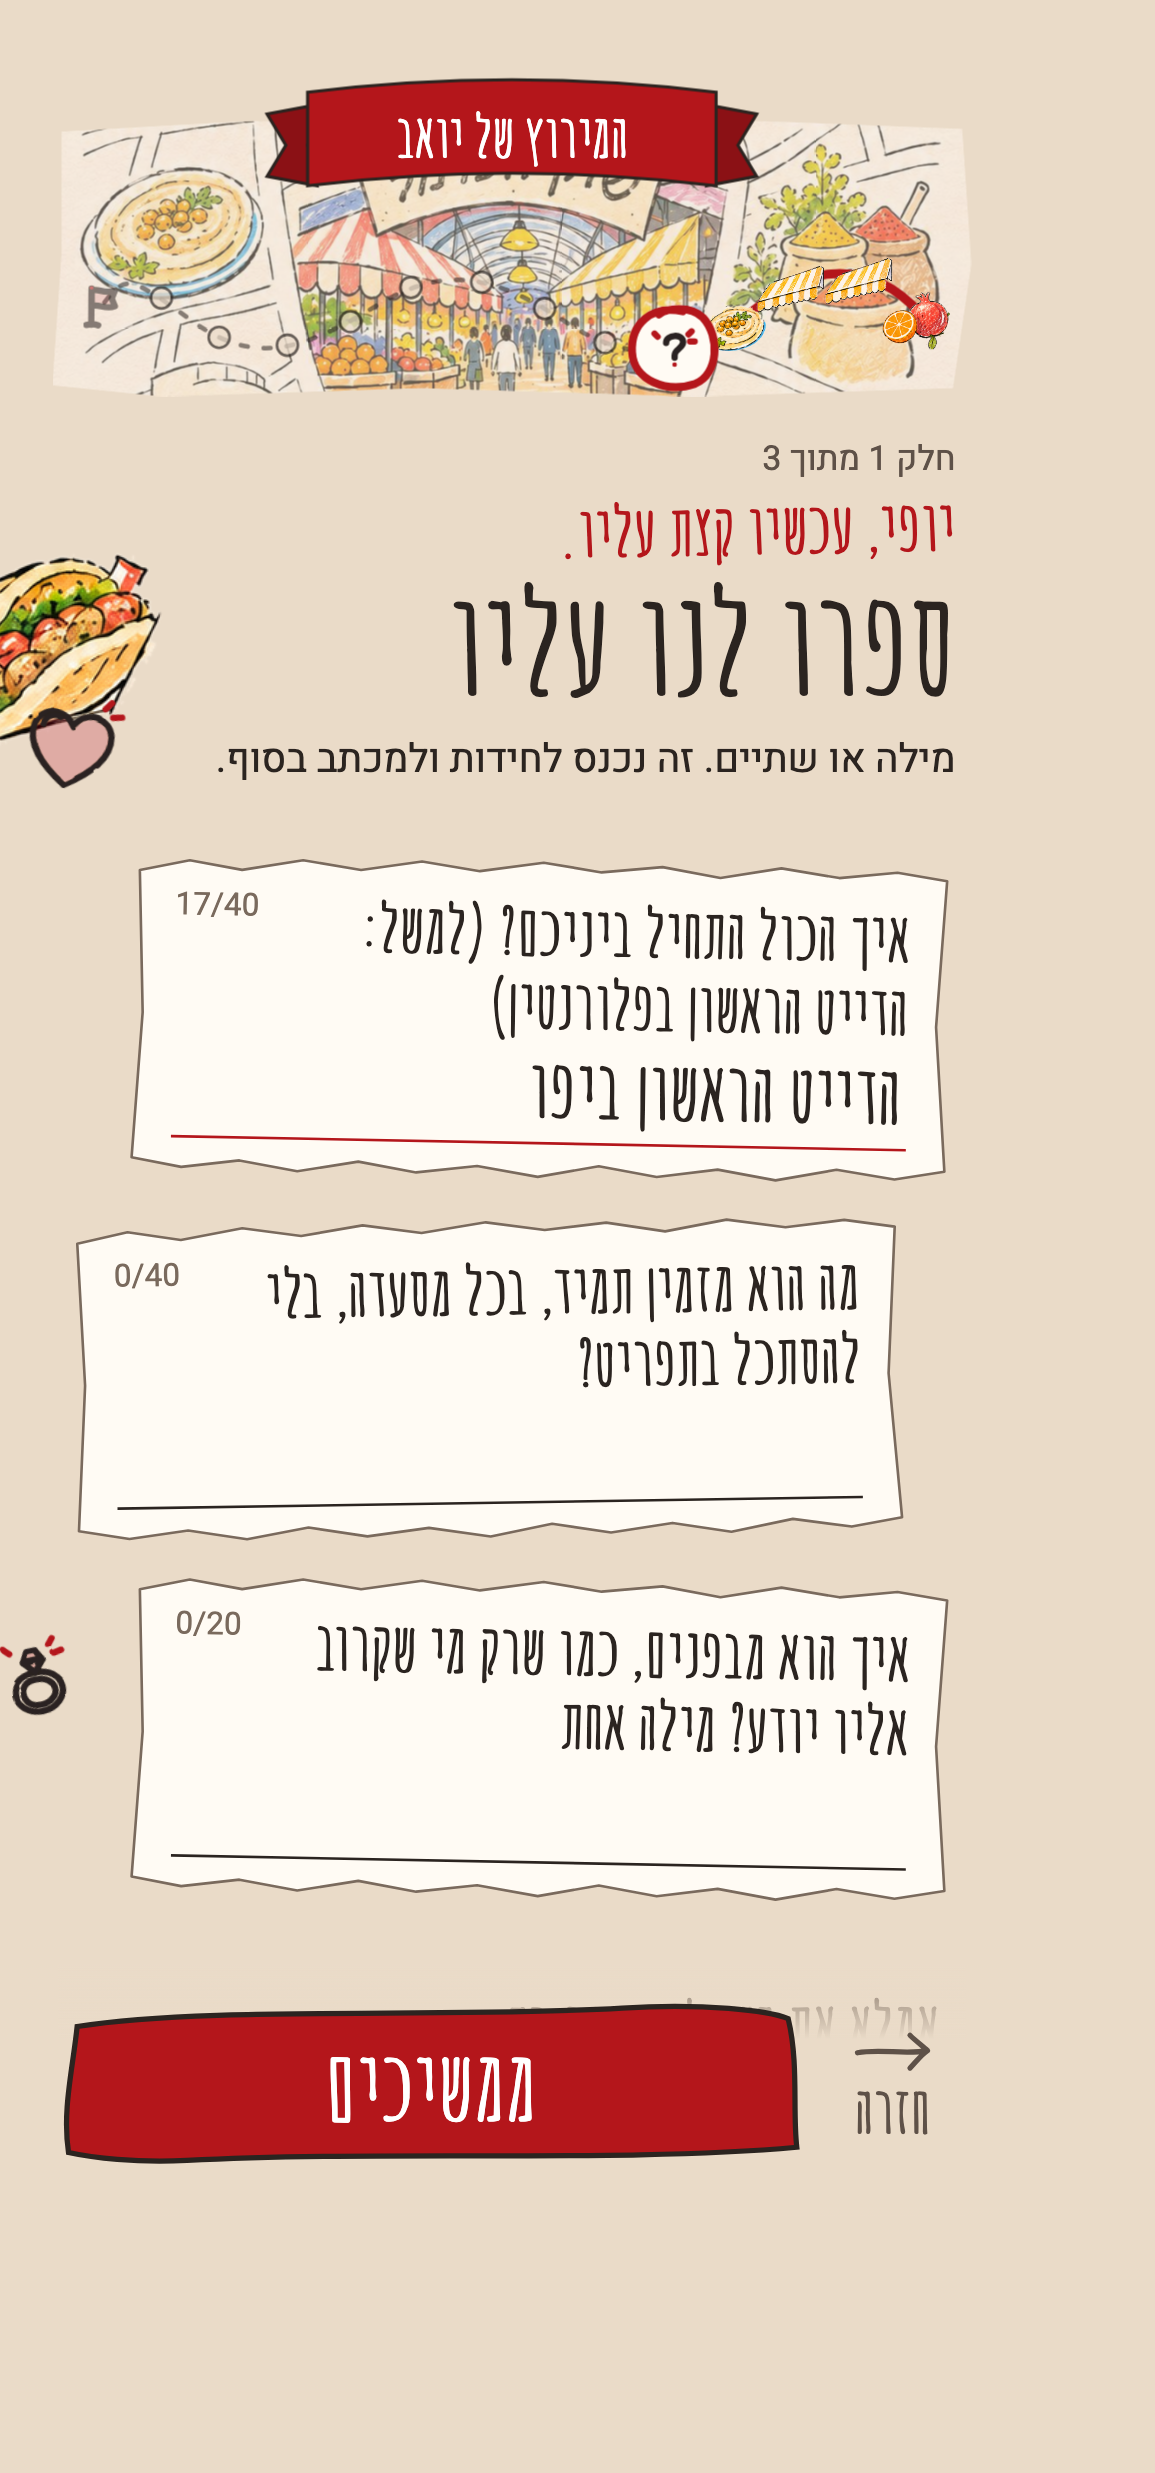 המירוץ של יואב
חלק 1 מתוך 3
יופי, עכשיו קצת עליו.
ספרו לנו עליו
מילה או שתיים. זה נכנס לחידות ולמכתב בסוף.
17/40
איך הכול התחיל ביניכם? (למשל:
הדייט הראשון בפלורנטין)
הדייט הראשון ביפו
0/40
מה הוא מזמין תמיד, בכל מסעדה, בלי
להסתכל בתפריט?
0/20
איך הוא מבפנים, כמו שרק מי שקרוב
אליו יודע? מילה אחת
חזרה
ממשיכים